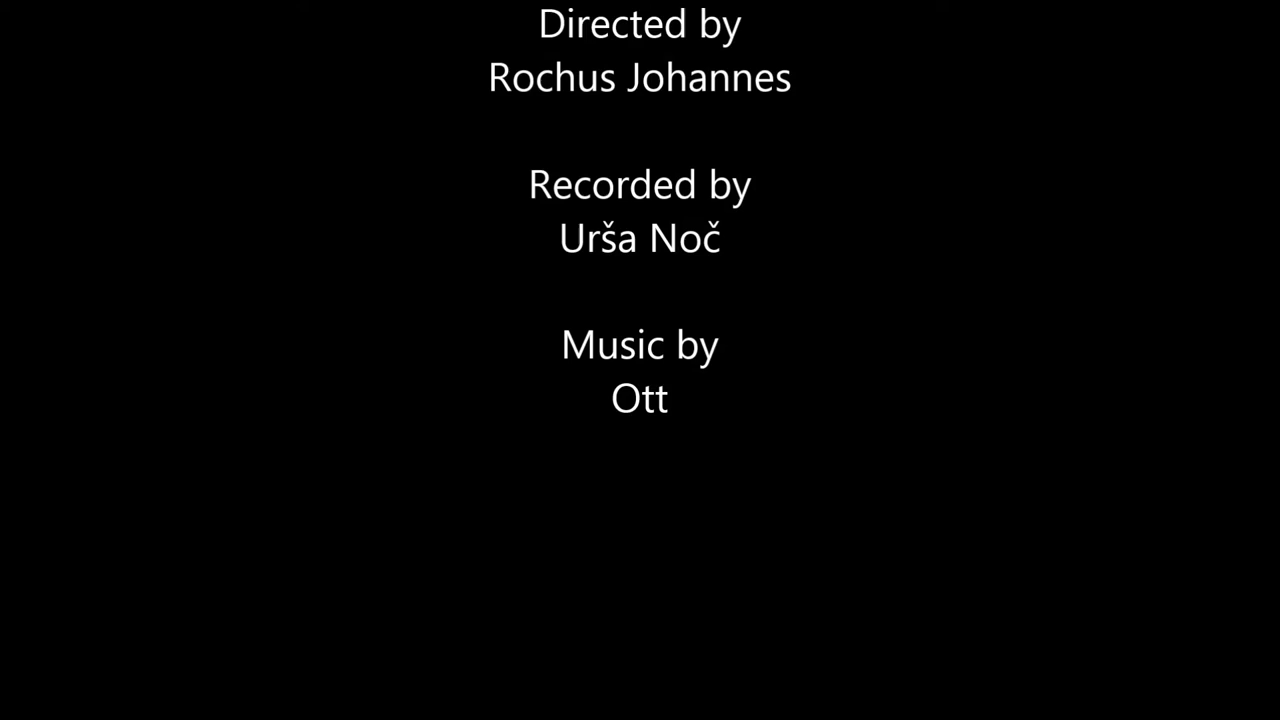 Directed by
Rochus Johannes
Recorded by
Urša Noč
Music by
Ott